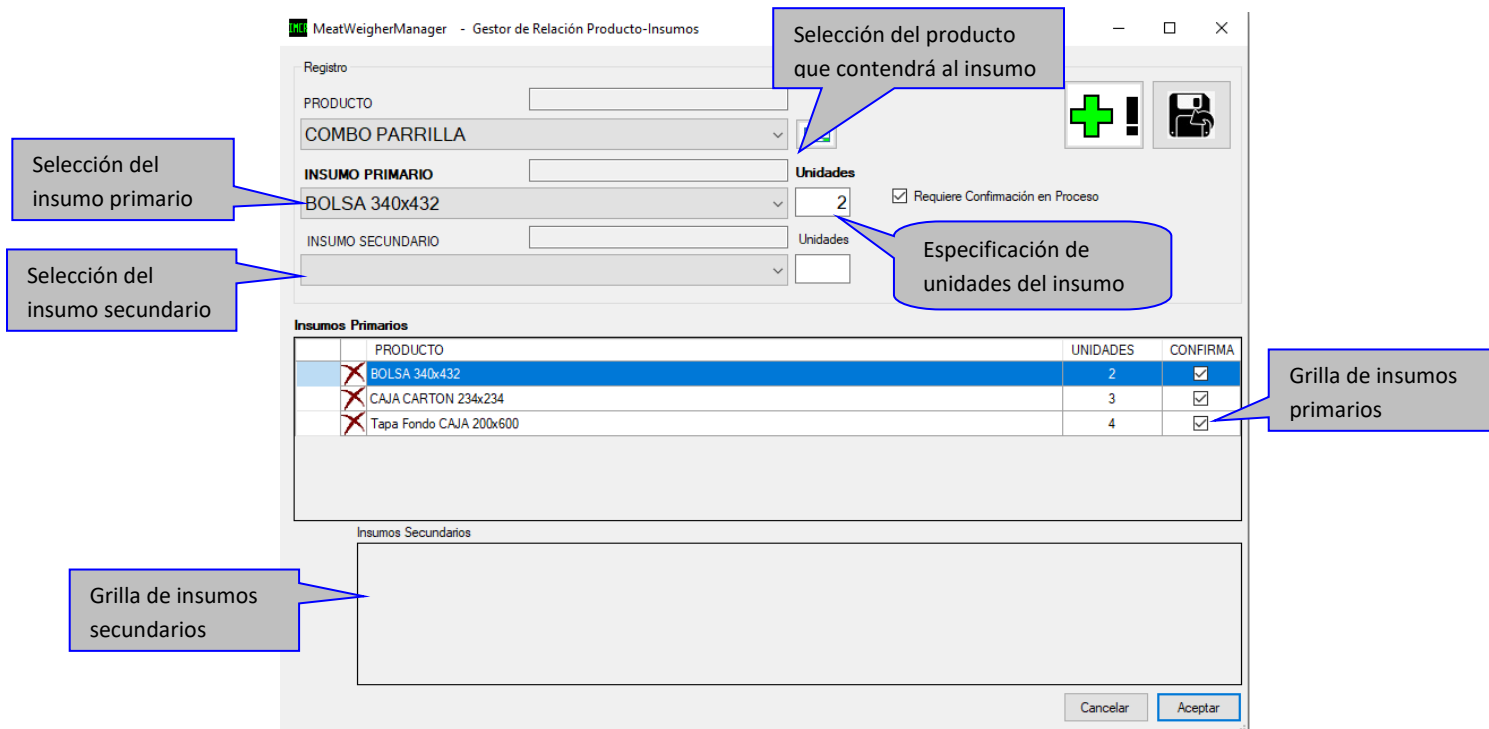 MeatWeigherManager - Gestor de Relación Producto-Insumos
Selección del producto
que contendrá al insumo
Registro
PRODUCTO
COMBO PARRILLA
Selección del
insumo primario
INSUMO PRIMARIO
Unidades
BOLSA 340x432
2
Requiere Confirmación en Proceso
INSUMO SECUNDARIO
Unidades
Especificación de
unidades del insumo
Selección del
insumo secundario
Insumos Primarios
PRODUCTO UNIDADES CONFIRMA
BOLSA 340x432 2
CAJA CARTON 234x234 3
Tapa Fondo CAJA 200x600 4
Grilla de insumos
primarios
Insumos Secundarios
Grilla de insumos
secundarios
Cancelar Aceptar